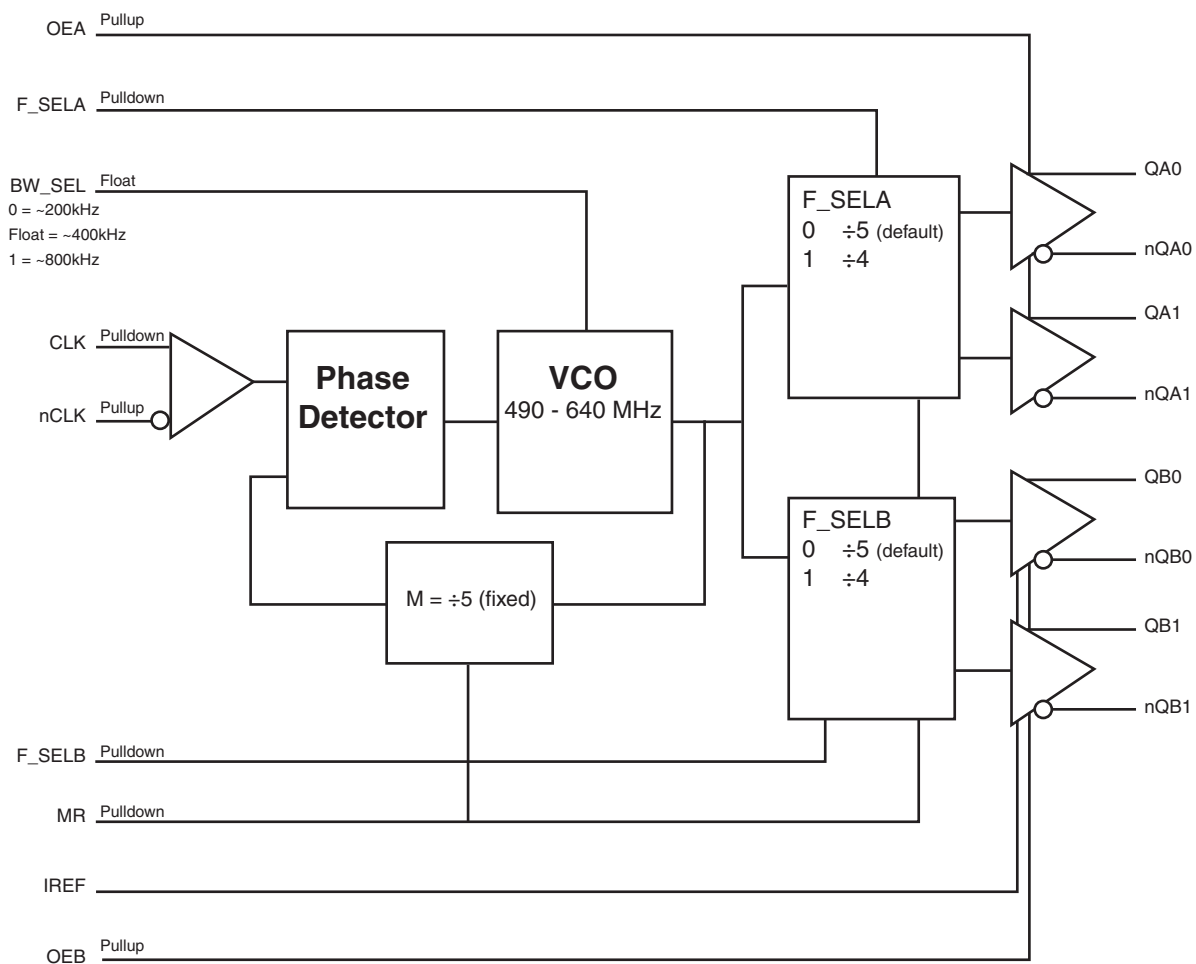 OEA Pullup
F_SELA Pulldown
BW_SEL Float
0 = ~200kHz
Float = ~400kHz
1 = ~800kHz
CLK Pulldown
nCLK Pullup
Phase
Detector
VCO
490 - 640 MHz
M = ÷5 (fixed)
F_SELA
0 ÷5 (default)
1 ÷4
F_SELB
0 ÷5 (default)
1 ÷4
QA0
nQA0
QA1
nQA1
QB0
nQB0
QB1
nQB1
F_SELB Pulldown
MR Pulldown
IREF
OEB Pullup